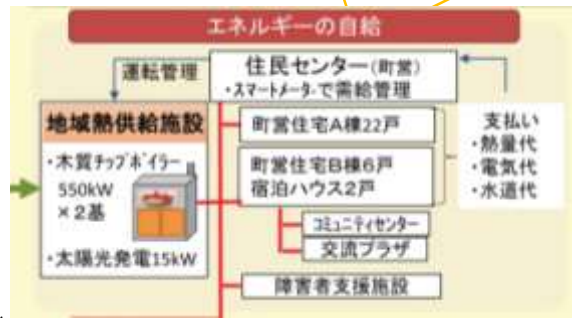 エネルギーの自給
運転管理
住民センター(町営)
・スマートメーターで需給管理
地域熱供給施設
・木質チップボイラー
550kW
×2基
・太陽光発電15kW
町営住宅A棟22戸
町営住宅B棟6戸
宿泊ハウス2戸
コミュニティセンター
交流プラザ
障害者支援施設
支払い
・熱量代
・電気代
・水道代